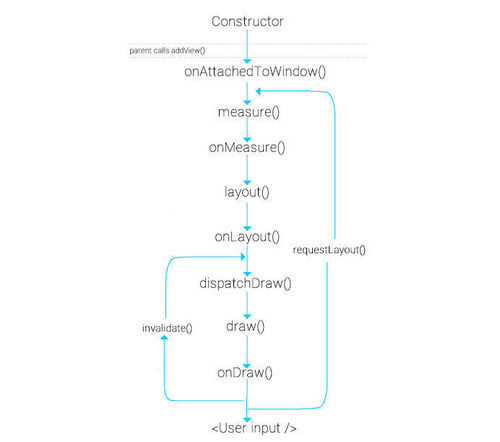 Constructor
parent calls addView()
onAttachedToWindow()
measure()
onMeasure()
layout()
onLayout()
requestLayout()
dispatchDraw()
invalidate()
draw()
onDraw()
<User input />